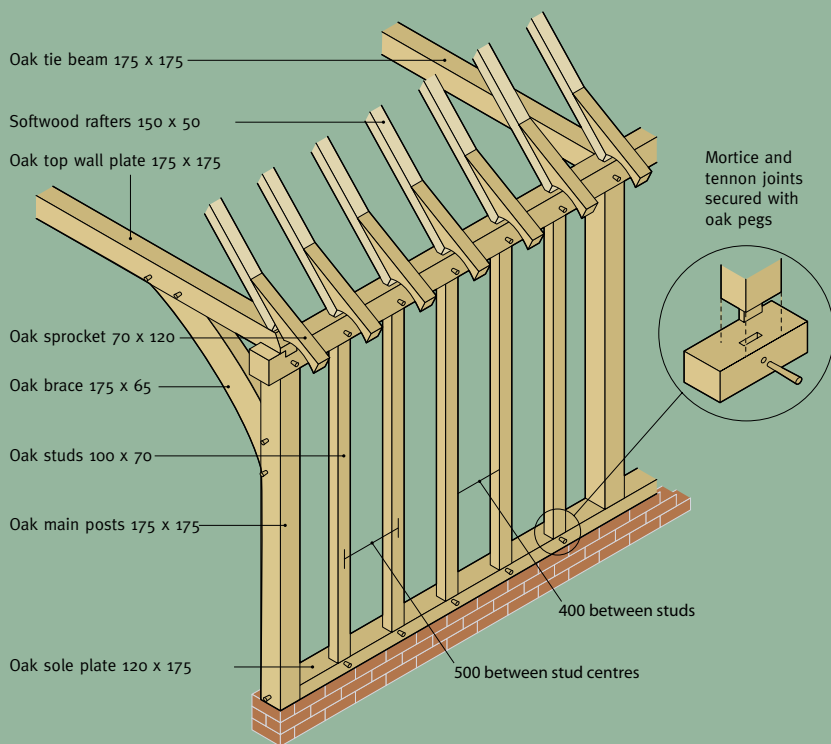 Oak tie beam 175 x 175
Softwood rafters 150 x 50
Oak top wall plate 175 x 175
Mortice and
tennon joints
secured with
oak pegs
Oak sprocket 70 x 120
Oak brace 175 x 65
Oak studs 100 x 70
Oak main posts 175 x 175
400 between studs
Oak sole plate 120 x 175
500 between stud centres